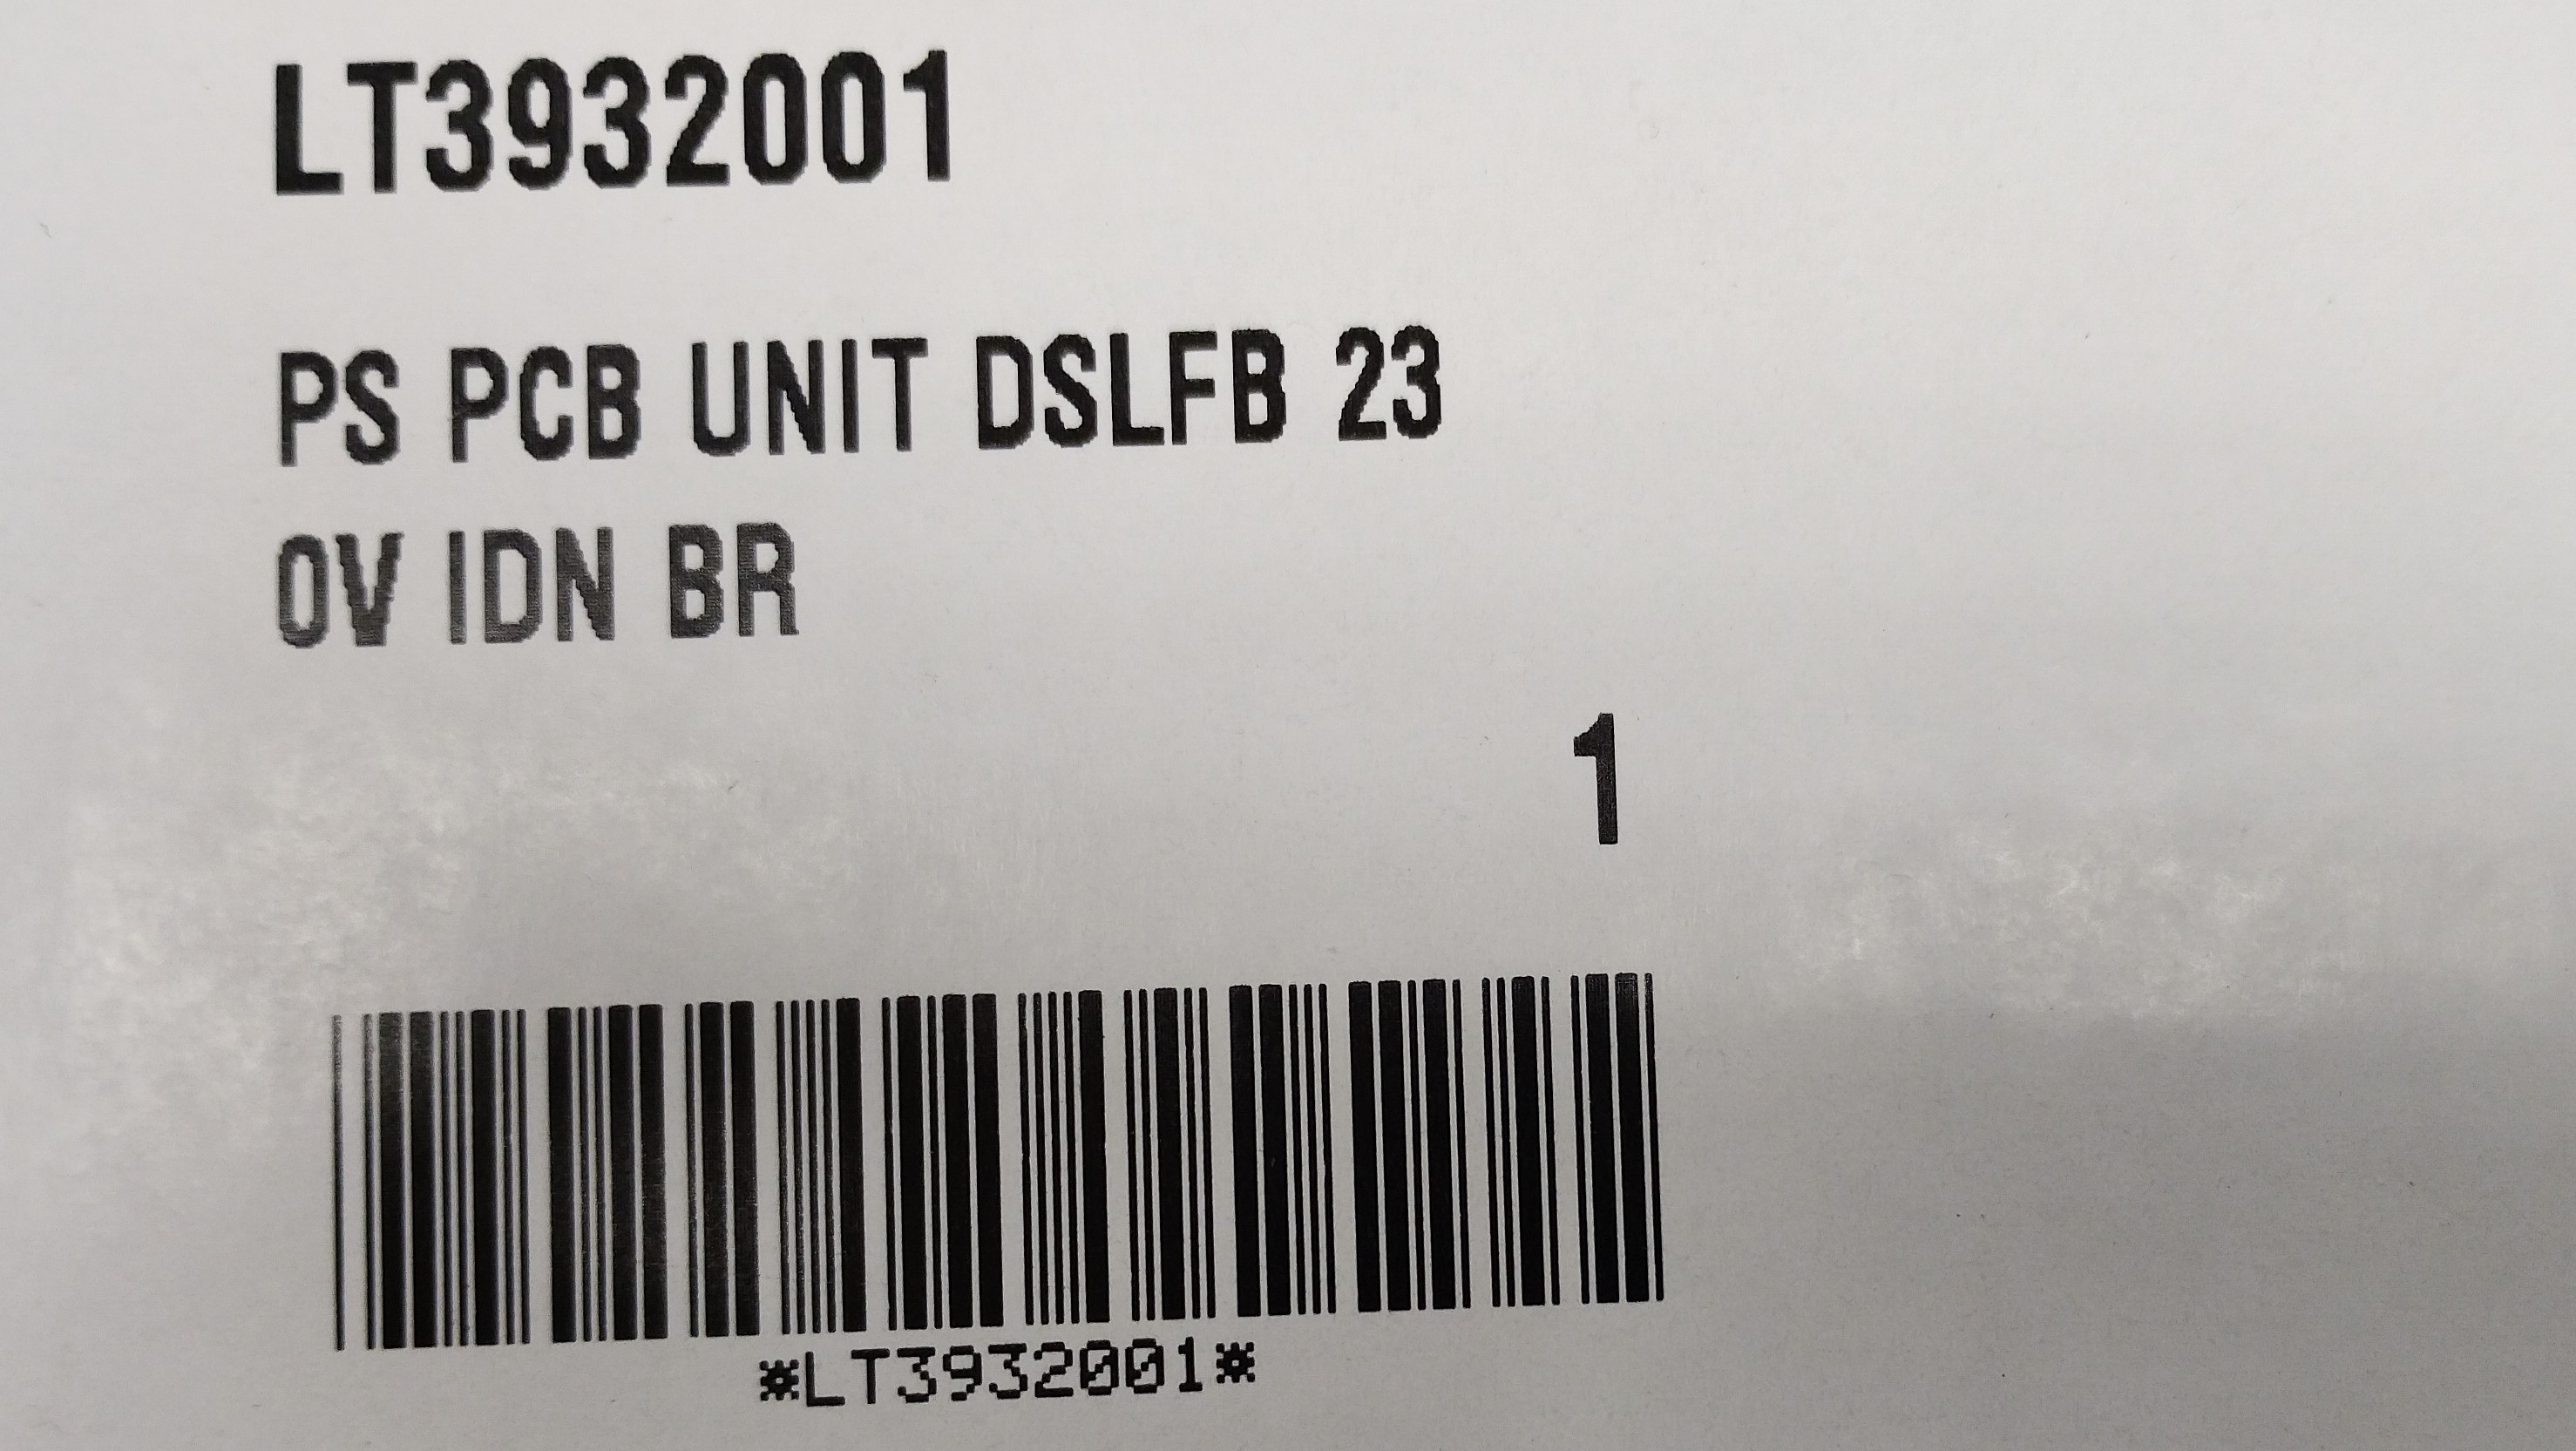 LT3932001
PS PCB UNIT DSLFB 23
0V IDN BR
1
*LT3932001*